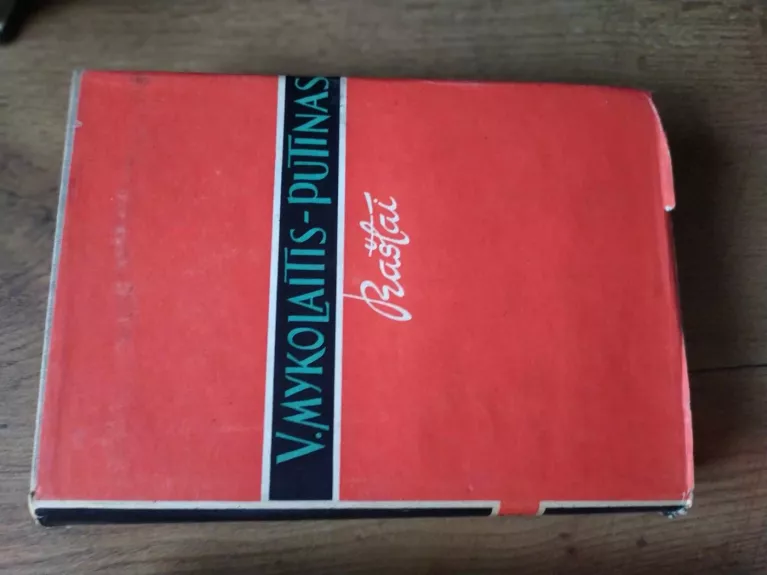 V. MYKOLAITIS-PUTINAS
Raštai